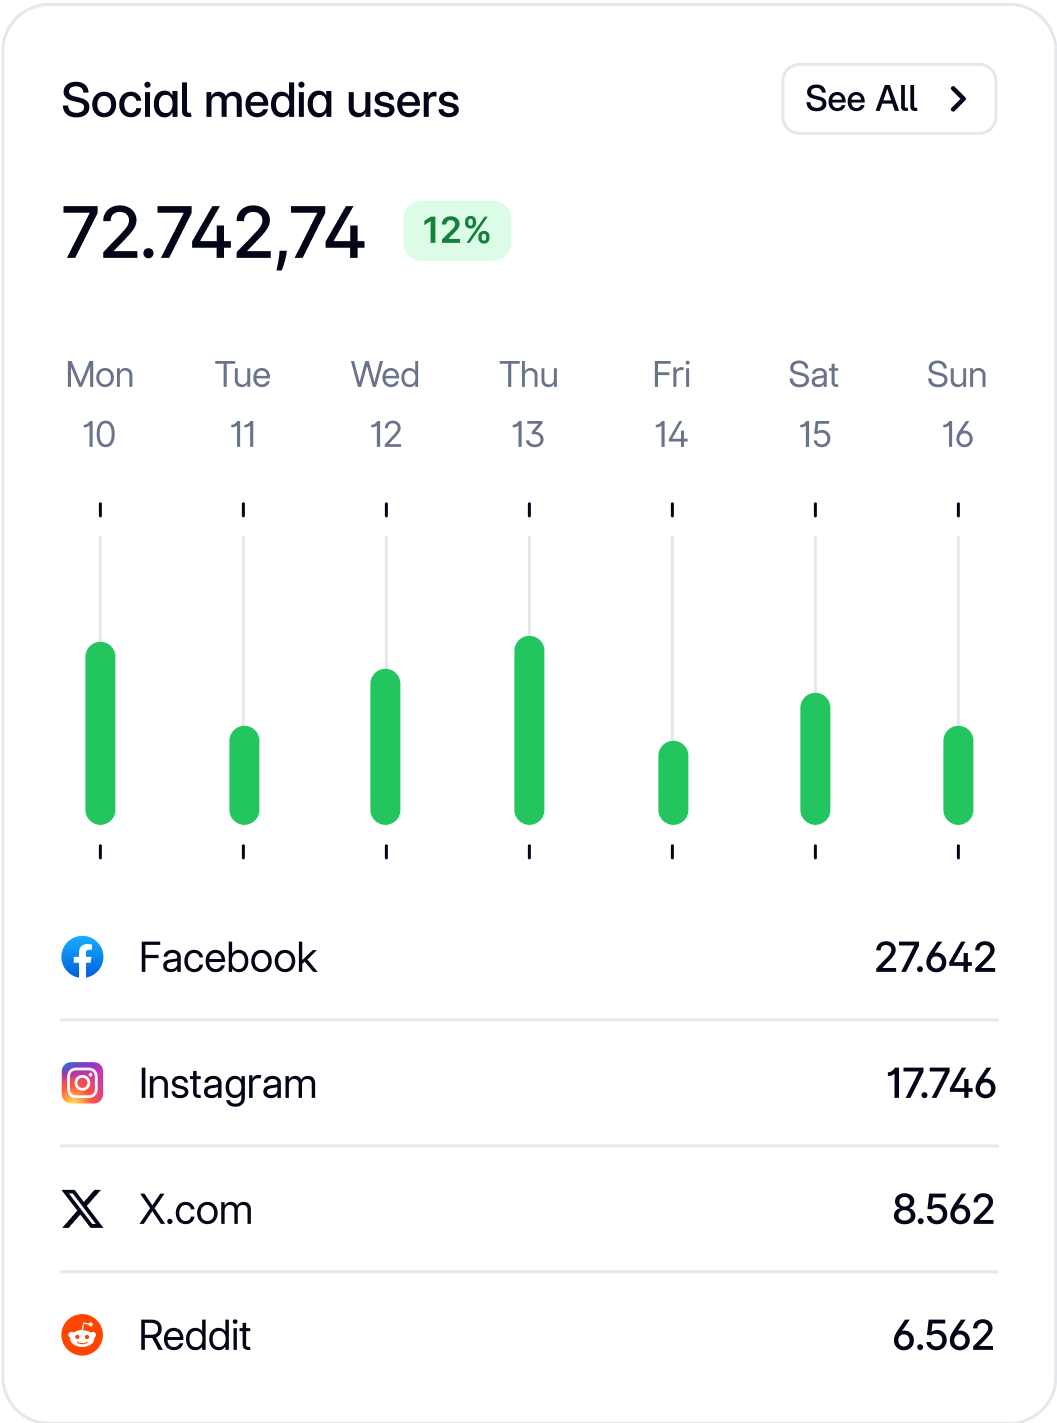 Social media users
See All
72.742,74 12%
Mon Tue Wed Thu Fri Sat Sun
10 11 12 13 14 15 16
Facebook 27.642
Instagram 17.746
X.com 8.562
Reddit 6.562